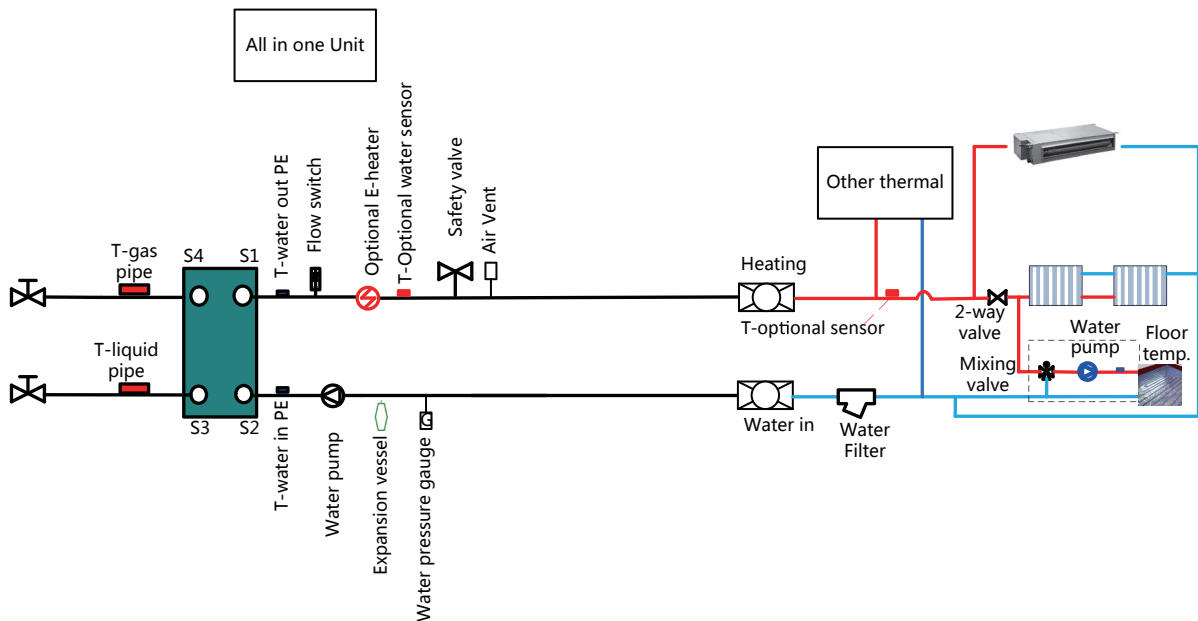 All in one Unit
T-gas
pipe
S4
S1
T-water out PE
Flow switch
Optional E-heater
T-Optional water sensor
Safety valve
Air Vent
Heating
Other thermal
T-optional sensor
2-way
valve
T-liquid
pipe
S3
S2
T-water in PE
Water pump
Expansion vessel
G
Water pressure gauge
Water in
Water
Filter
Mixing
valve
Water
pump
Floor
temp.